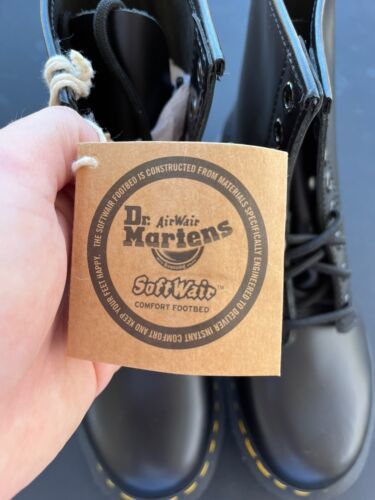 THE SOFTWAIR FOOTBED IS CONSTRUCTED FROM MATERIALS SPECIFICALLY ENGINEERED TO DELIVER INSTANT COMFORT AND KEEP YOUR FEET HAPPY.
Dr. AirWair
Martens
SoftWair™
COMFORT FOOTBED